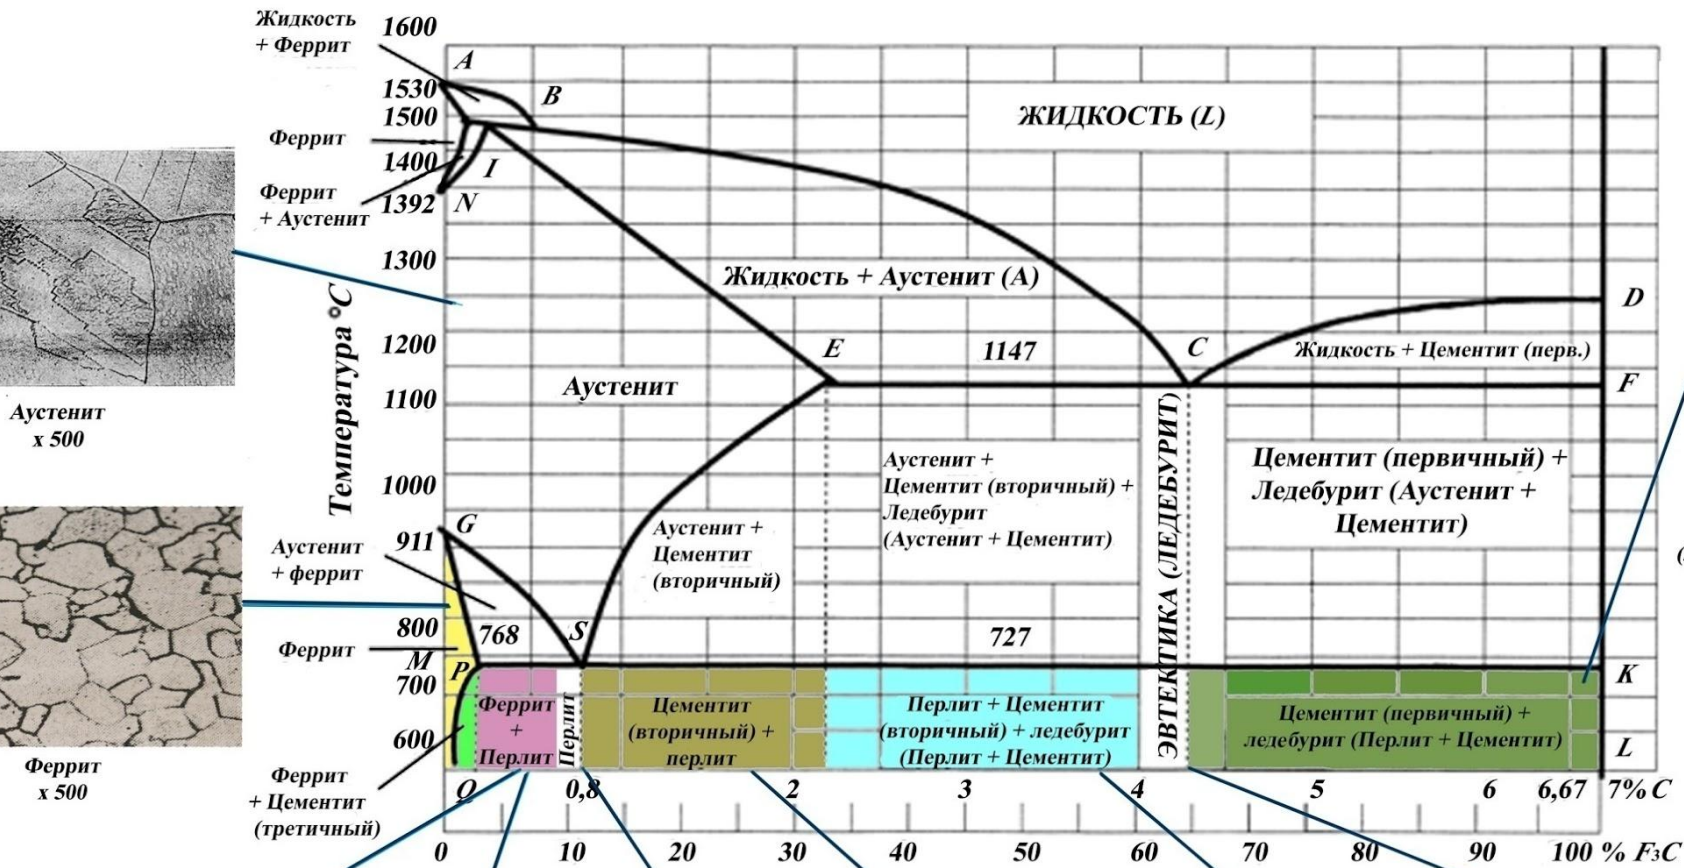 Жидкость
+ Феррит
1600
A
1530
B
1500
ЖИДКОСТЬ (L)
Феррит
1400
I
Феррит
+ Аустенит
1392
N
1300
Жидкость + Аустенит (A)
Температура °C
D
1200
E
1147
C
Жидкость + Цементит (перв.)
Аустенит
F
1100
Аустенит
x 500
ЭВТЕКТИКА (ЛЕДЕБУРИТ)
Аустенит +
Цементит (вторичный) +
Ледебурит
(Аустенит + Цементит)
Цементит (первичный) +
Ледебурит (Аустенит +
Цементит)
1000
G
911
Аустенит +
Цементит
(вторичный)
Аустенит
+ феррит
800
768
S
727
Феррит
M
P
K
700
Феррит
+
Перлит
Перлит
Цементит
(вторичный) +
перлит
Перлит + Цементит
(вторичный) + ледебурит
(Перлит + Цементит)
Цементит (первичный) +
ледебурит (Перлит + Цементит)
600
L
Феррит
x 500
Феррит
+ Цементит
(третичный)
Q
0,8
2
3
4
5
6
6,67
7% C
0
10
20
30
40
50
60
70
80
90
100
% F₃C